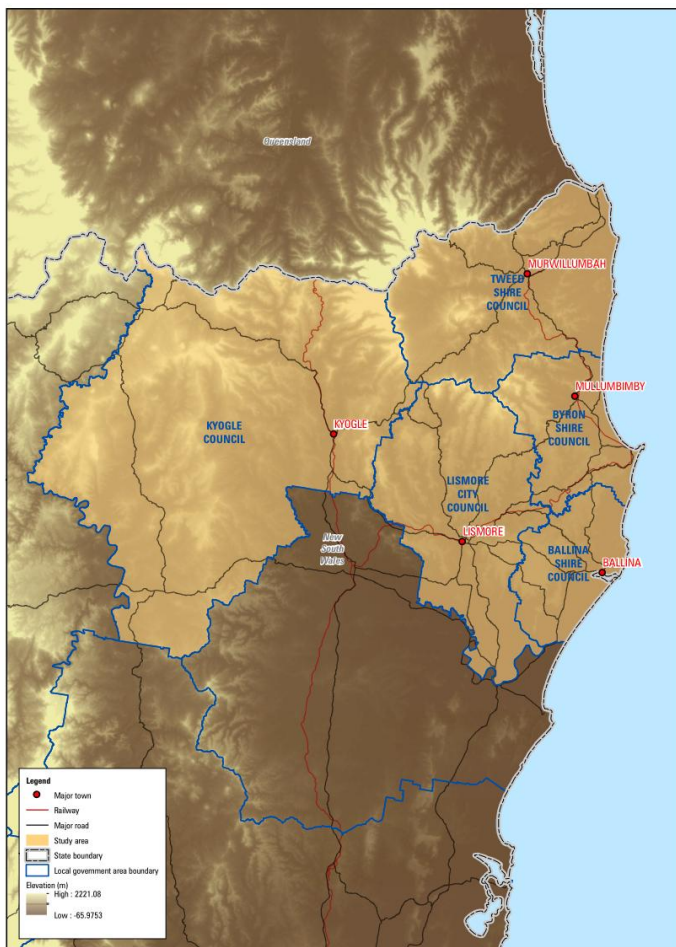 Queensland
MURWILLUMBAH
TWEED
SHIRE
COUNCIL
MULLUMBIMBY
BYRON
SHIRE
COUNCIL
KYOGLE
KYOGLE
COUNCIL
LISMORE
CITY
COUNCIL
LISMORE
New
South
Wales
BALLINA
SHIRE
COUNCIL
BALLINA
Legend
Major town
Railway
Major road
Study area
State boundary
Local government area boundary
Elevation (m)
High : 2221.08
Low : -65.9753